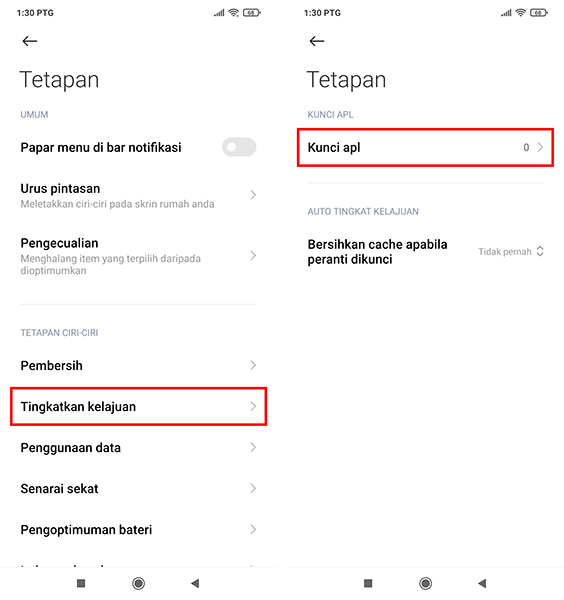 1:30 PTG
68
Tetapan
UMUM
Papar menu di bar notifikasi
Urus pintasan
Meletakkan ciri-ciri pada skrin rumah anda
Pengecualian
Menghalang item yang terpilih daripada
dioptimumkan
TETAPAN CIRI-CIRI
Pembersih
Tingkatkan kelajuan
Penggunaan data
Senarai sekat
Pengoptimuman bateri
1:30 PTG
68
Tetapan
KUNCI APL
Kunci apl
0
AUTO TINGKAT KELAJUAN
Bersihkan cache apabila
peranti dikunci
Tidak pernah